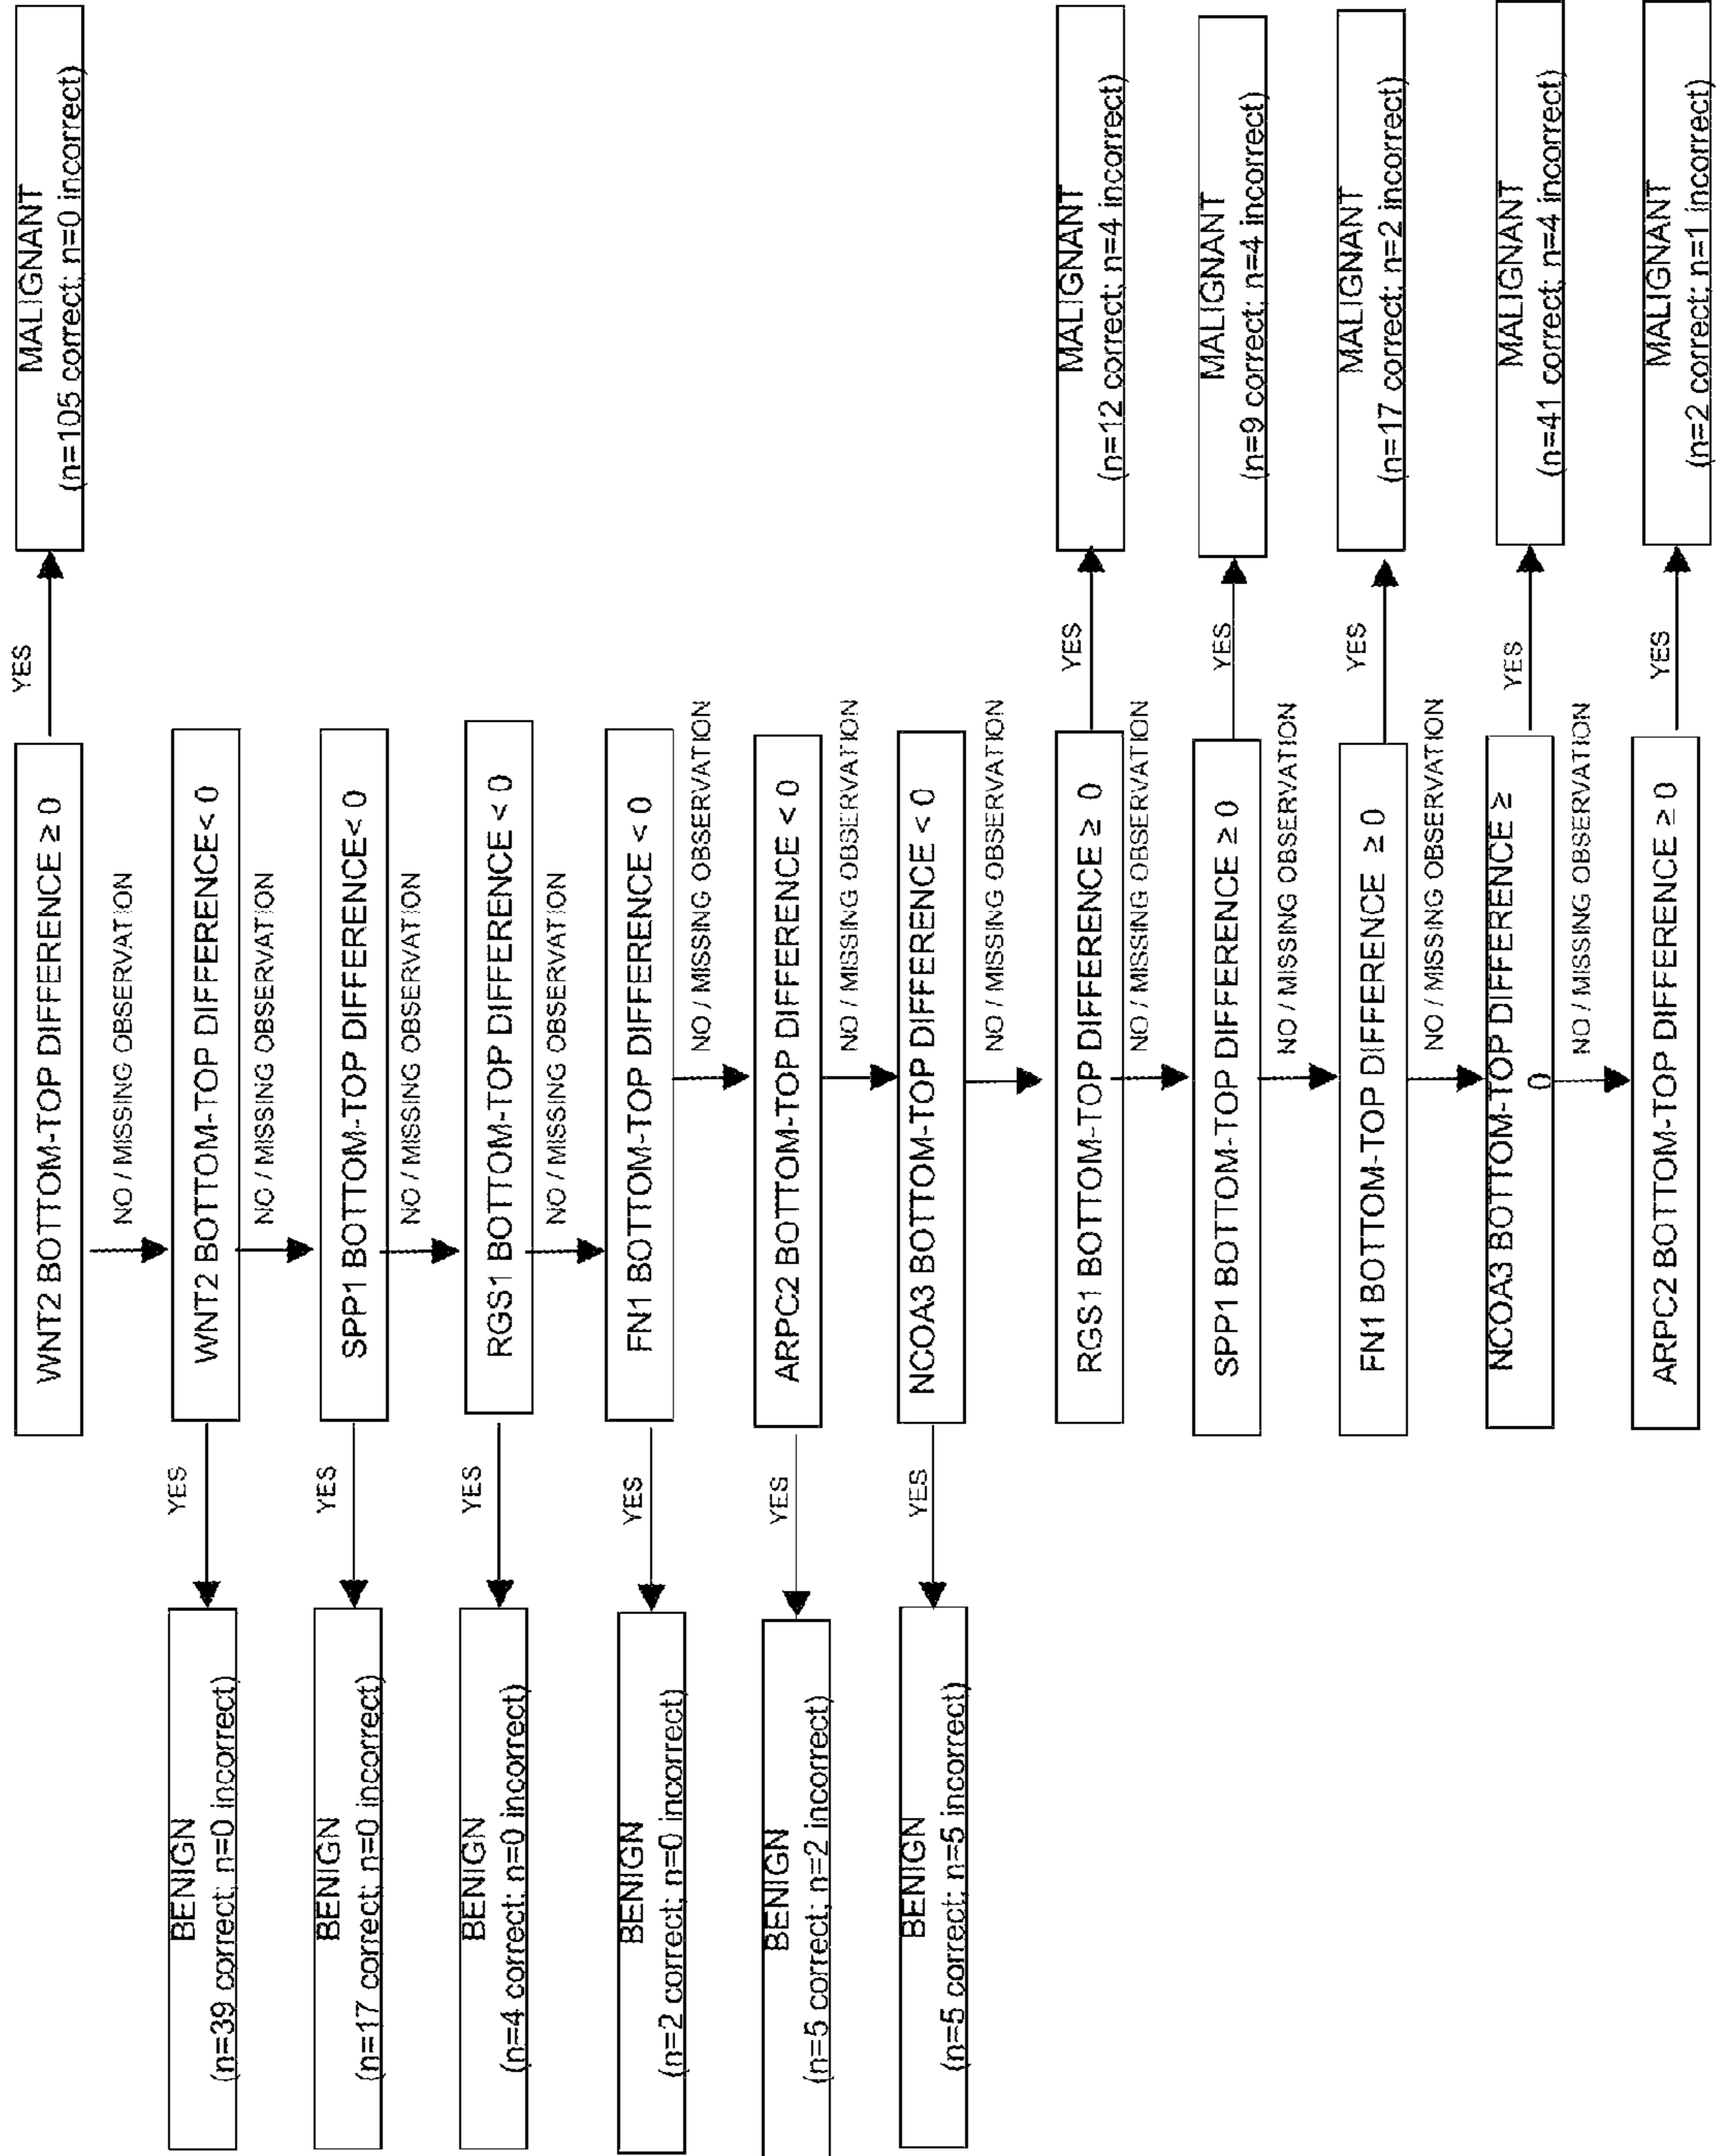 WNT2 BOTTOM-TOP DIFFERENCE ≥ 0
YES
MALIGNANT
(n=105 correct; n=0 incorrect)
NO / MISSING OBSERVATION
WNT2 BOTTOM-TOP DIFFERENCE< 0
YES
BENIGN
(n=39 correct; n=0 incorrect)
NO / MISSING OBSERVATION
SPP1 BOTTOM-TOP DIFFERENCE< 0
YES
BENIGN
(n=17 correct; n=0 incorrect)
NO / MISSING OBSERVATION
RGS1 BOTTOM-TOP DIFFERENCE < 0
YES
BENIGN
(n=4 correct; n=0 incorrect)
NO / MISSING OBSERVATION
FN1 BOTTOM-TOP DIFFERENCE < 0
YES
BENIGN
(n=2 correct; n=0 incorrect)
NO / MISSING OBSERVATION
ARPC2 BOTTOM-TOP DIFFERENCE < 0
YES
BENIGN
(n=5 correct; n=2 incorrect)
NO / MISSING OBSERVATION
NCOA3 BOTTOM-TOP DIFFERENCE < 0
YES
BENIGN
(n=5 correct; n=5 incorrect)
NO / MISSING OBSERVATION
RGS1 BOTTOM-TOP DIFFERENCE ≥ 0
YES
MALIGNANT
(n=12 correct; n=4 incorrect)
NO / MISSING OBSERVATION
SPP1 BOTTOM-TOP DIFFERENCE ≥ 0
YES
MALIGNANT
(n=9 correct; n=4 incorrect)
NO / MISSING OBSERVATION
FN1 BOTTOM-TOP DIFFERENCE ≥ 0
YES
MALIGNANT
(n=17 correct; n=2 incorrect)
NO / MISSING OBSERVATION
NCOA3 BOTTOM-TOP DIFFERENCE ≥
0
YES
MALIGNANT
(n=41 correct; n=4 incorrect)
NO / MISSING OBSERVATION
ARPC2 BOTTOM-TOP DIFFERENCE ≥ 0
YES
MALIGNANT
(n=2 correct; n=1 incorrect)